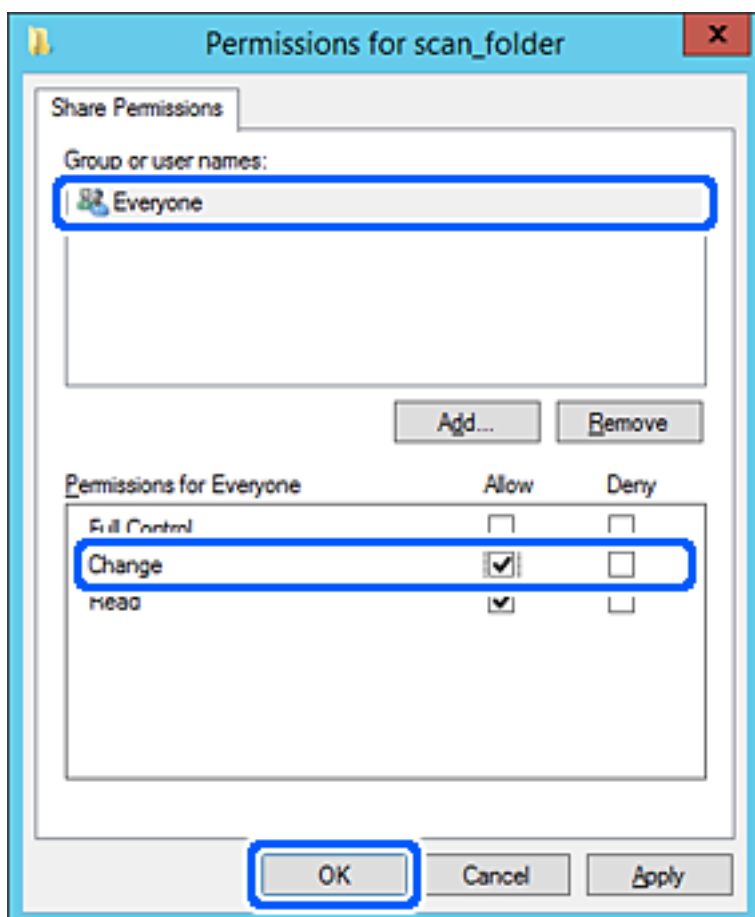 Permissions for scan_folder
x
Share Permissions
Group or user names:
Everyone
Add...
Remove
Permissions for Everyone Allow Deny
Full Control
Change
Read
OK
Cancel
Apply